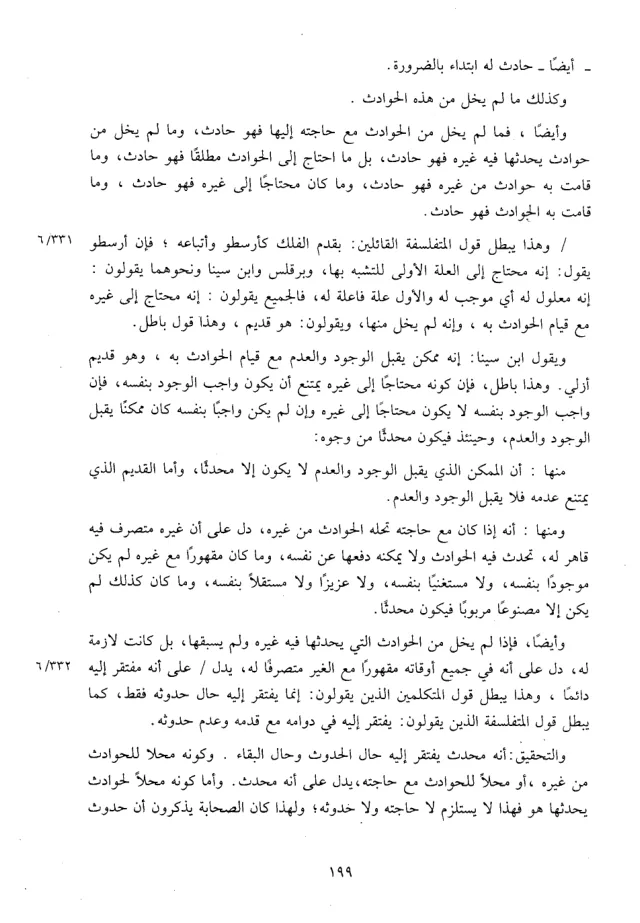 ـ أيضًا ـ حادث له ابتداء بالضرورة.
وكذلك ما لم يخل من هذه الحوادث .
وأيضًا ، فما لم يخل من الحوادث مع حاجته إليها فهو حادث، وما لم يخل من
حوادث يحدثها فيه غيره فهو حادث، بل ما احتاج إلى الحوادث مطلقًا فهو حادث، وما
قامت به حوادث من غيره فهو حادث، وما كان محتاجًا إلى غيره فهو حادث ، وما
قامت به الحوادث فهو حادث.
/ وهذا يبطل قول المتفلسفة القائلين: بقدم الفلك كأرسطو وأتباعه ؛ فإن أرسطو ٦/٣٣١
يقول: إنه محتاج إلى العلة الأولى للتشبه بها، وبرقلس وابن سينا ونحوهما يقولون :
إنه معلول له أي موجب له والأول علة فاعلة له، فالجميع يقولون : إنه محتاج إلى غيره
مع قيام الحوادث به ، وإنه لم يخل منها، ويقولون: هو قديم ، وهذا قول باطل.
ويقول ابن سينا: إنه ممكن يقبل الوجود والعدم مع قيام الحوادث به ، وهو قديم
أزلي. وهذا باطل، فإن كونه محتاجًا إلى غيره يمتنع أن يكون واجب الوجود بنفسه، فإن
واجب الوجود بنفسه لا يكون محتاجًا إلى غيره وإن لم يكن واجبًا بنفسه كان ممكنًا يقبل
الوجود والعدم، وحينئذ فيكون محدثًا من وجوه:
منها : أن الممكن الذي يقبل الوجود والعدم لا يكون إلا محدثًا، وأما القديم الذي
يمتنع عدمه فلا يقبل الوجود والعدم.
ومنها : أنه إذا كان مع حاجته تحله الحوادث من غيره، دل على أن غيره متصرف فيه
قاهر له، تحدث فيه الحوادث ولا يمكنه دفعها عن نفسه، وما كان مقهورًا مع غيره لم يكن
موجودًا بنفسه، ولا مستغنيًا بنفسه، ولا عزيزًا ولا مستقلاً بنفسه، وما كان كذلك لم
يكن إلا مصنوعًا مربوبًا فيكون محدثًا.
وأيضًا، فإذا لم يخل من الحوادث التي يحدثها فيه غيره ولم يسبقها، بل كانت لازمة
له، دل على أنه في جميع أوقاته مقهورًا مع الغير متصرفًا له، يدل / على أنه مفتقر إليه ٦/٣٣٢
دائمًا ، وهذا يبطل قول المتكلمين الذين يقولون: إنما يفتقر إليه حال حدوثه فقط، كما
يبطل قول المتفلسفة الذين يقولون: يفتقر إليه في دوامه مع قدمه وعدم حدوثه.
والتحقيق:أنه محدث يفتقر إليه حال الحدوث وحال البقاء . وكونه محلا للحوادث
من غيره ،أو محلاً للحوادث مع حاجته،يدل على أنه محدث. وأما كونه محلاً لحوادث
يحدثها هو فهذا لا يستلزم لا حاجته ولا حدوثه؛ ولهذا كان الصحابة يذكرون أن حدوث
١٩٩